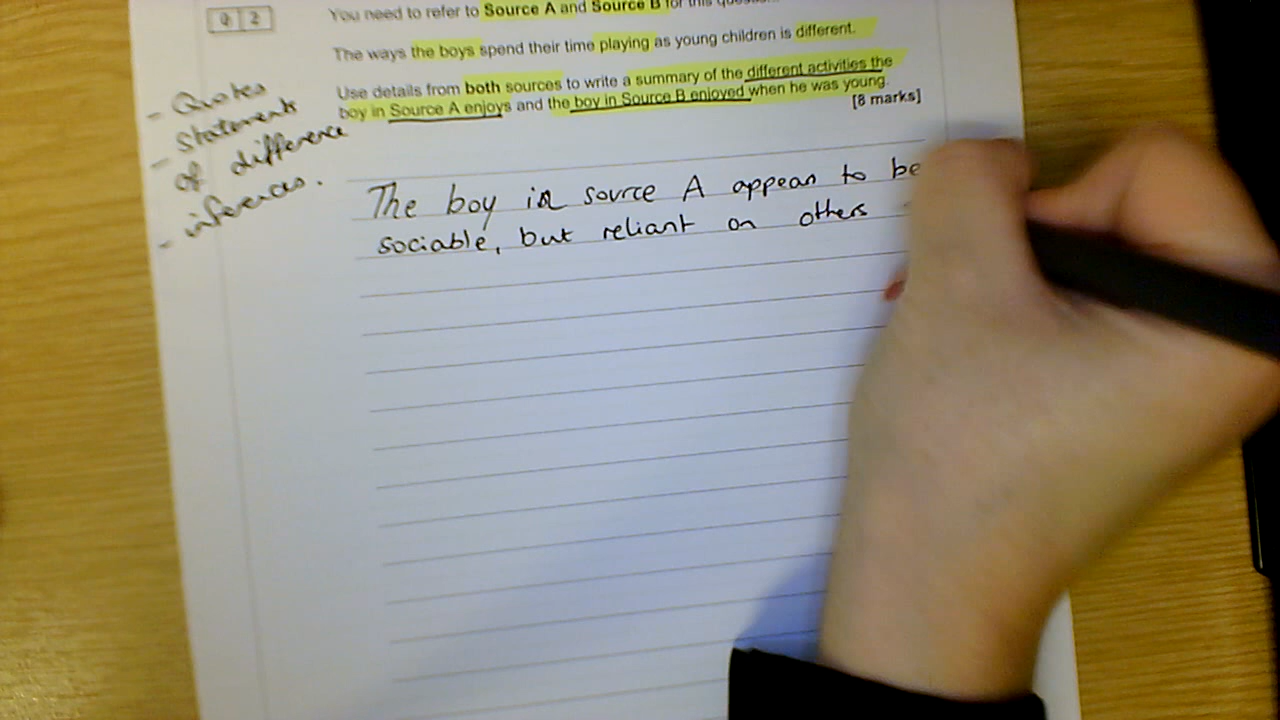 0 2
You need to refer to Source A and Source B for this
The ways the boys spend their time playing as young children is different.
Use details from both sources to write a summary of the different activities the
boy in Source A enjoys and the boy in Source B enjoyed when he was young.
[8 marks]
- Quotes
- Statements
of difference
- inferences.
The boy in source A appears to be
sociable, but reliant on others